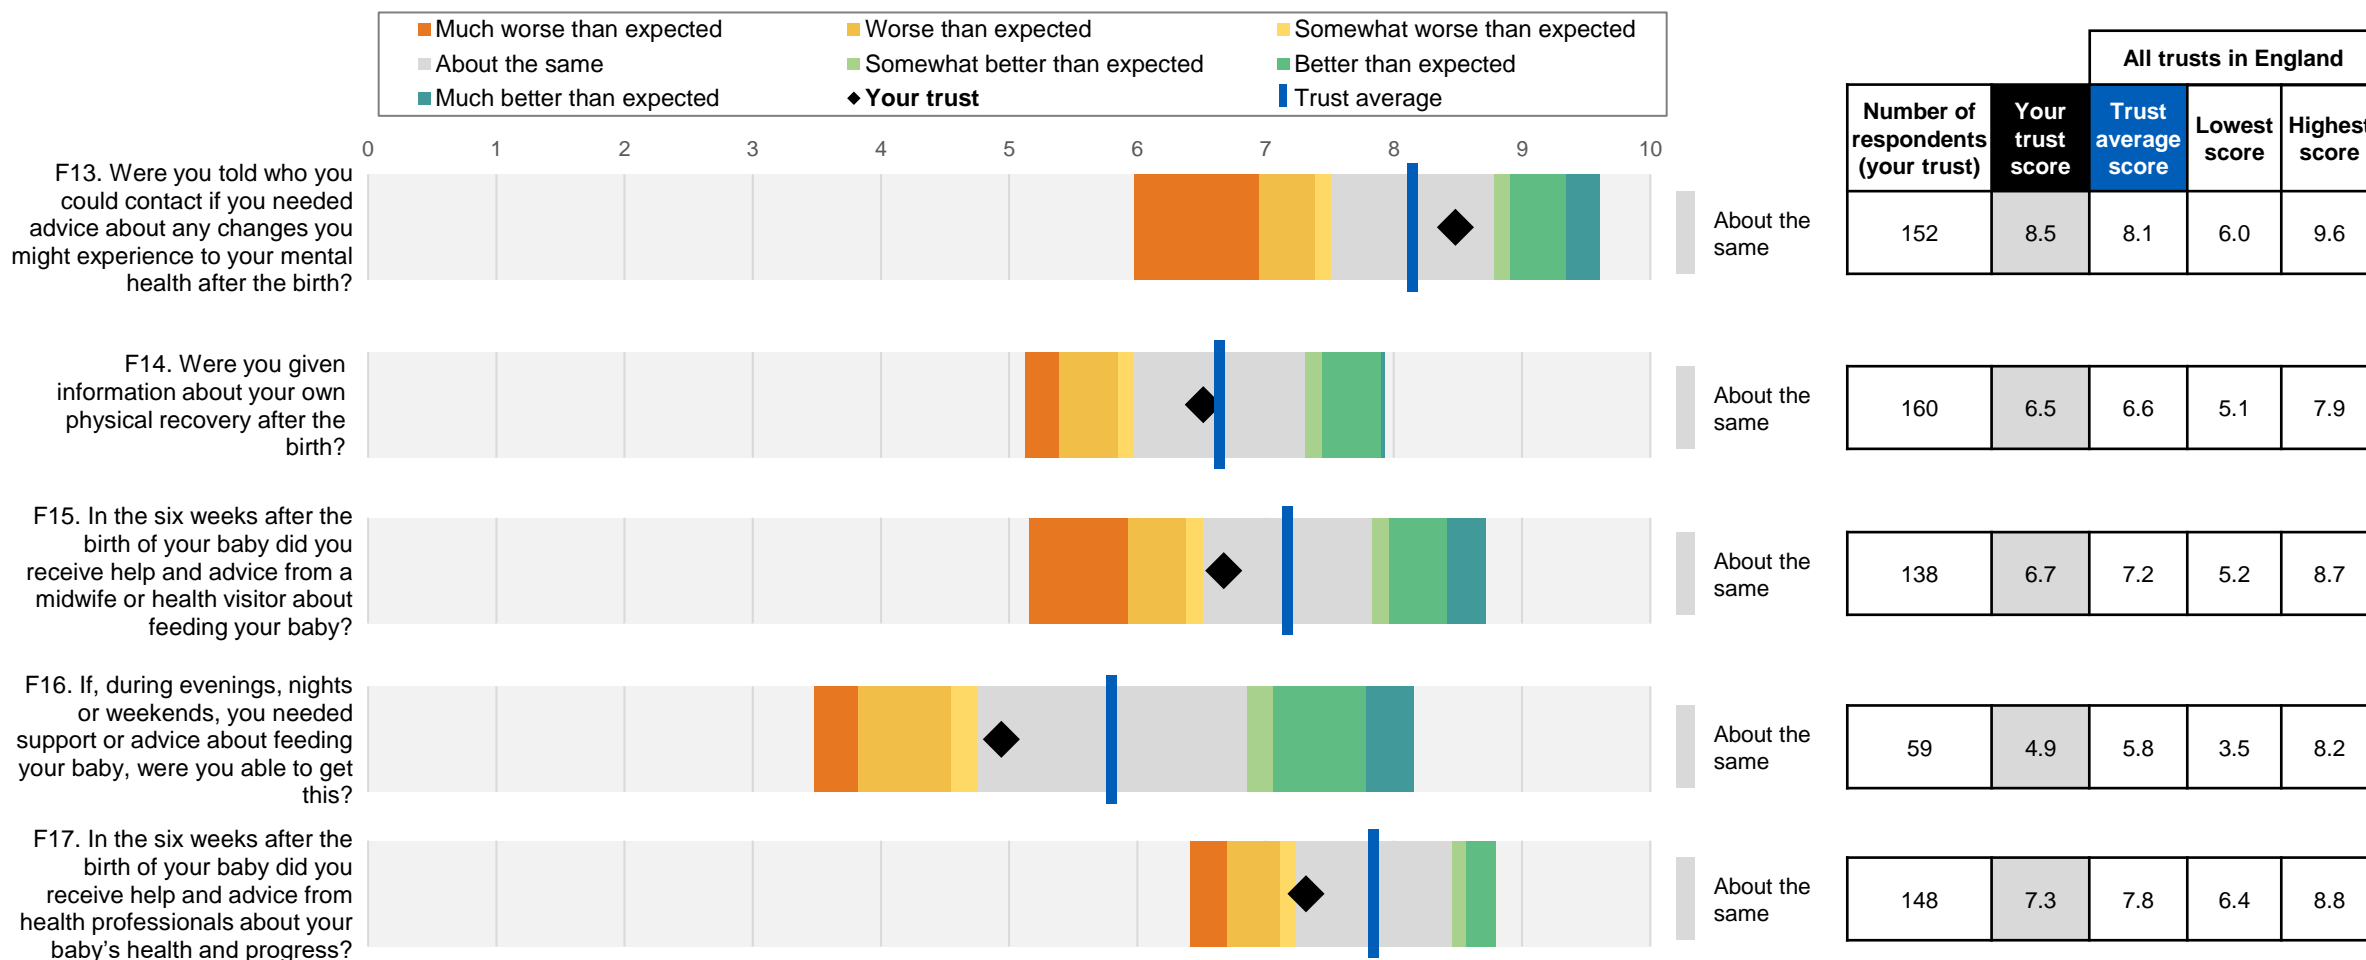 Much worse than expected
Worse than expected
Somewhat worse than expected
About the same
Somewhat better than expected
Better than expected
Much better than expected
Your trust
Trust average
All trusts in England
Number of respondents (your trust)
Your trust score
Trust average score
Lowest score
Highest score
0 1 2 3 4 5 6 7 8 9 10
F13. Were you told who you
could contact if you needed
advice about any changes you
might experience to your mental
health after the birth?
About the
same
152 8.5 8.1 6.0 9.6
F14. Were you given
information about your own
physical recovery after the
birth?
About the
same
160 6.5 6.6 5.1 7.9
F15. In the six weeks after the
birth of your baby did you
receive help and advice from a
midwife or health visitor about
feeding your baby?
About the
same
138 6.7 7.2 5.2 8.7
F16. If, during evenings, nights
or weekends, you needed
support or advice about feeding
your baby, were you able to get
this?
About the
same
59 4.9 5.8 3.5 8.2
F17. In the six weeks after the
birth of your baby did you
receive help and advice from
health professionals about your
baby's health and progress?
About the
same
148 7.3 7.8 6.4 8.8